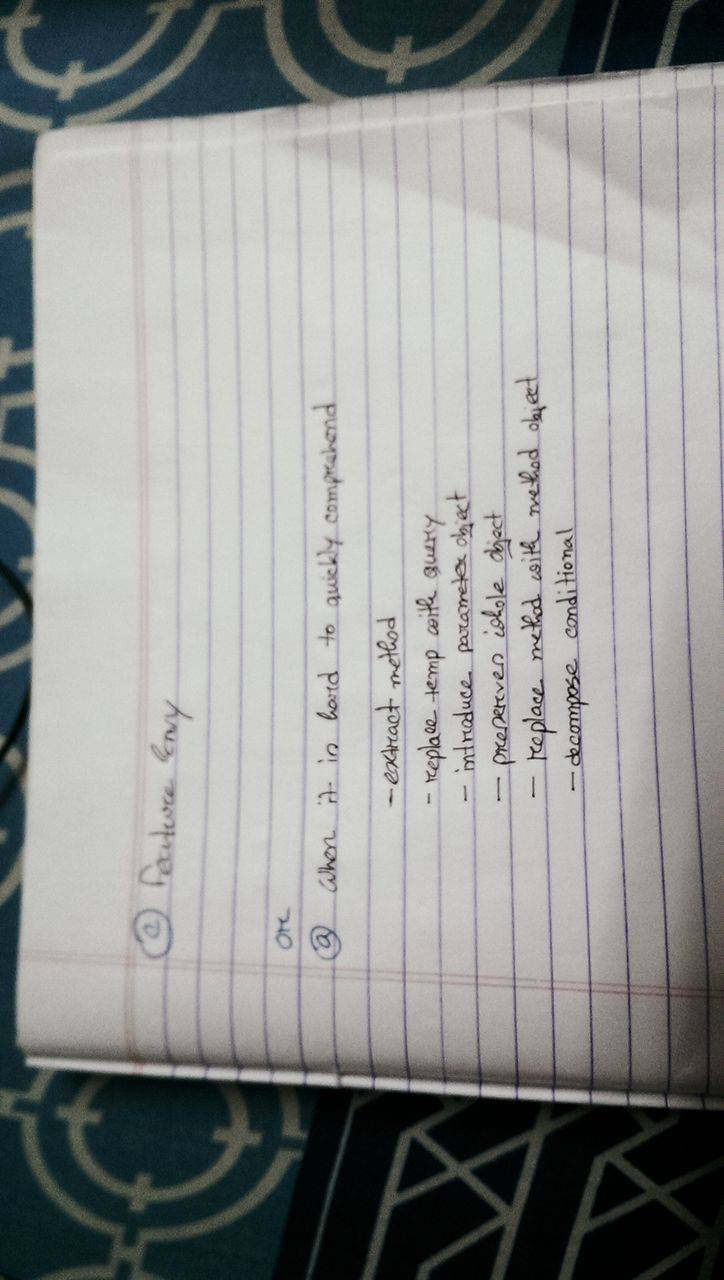 (c) Feature Envy
or
(a) When it is hard to quickly comprehend
- extract method
- replace temp with query
- introduce parameter object
- preserves whole object
- replace method with method object
- decompose conditional